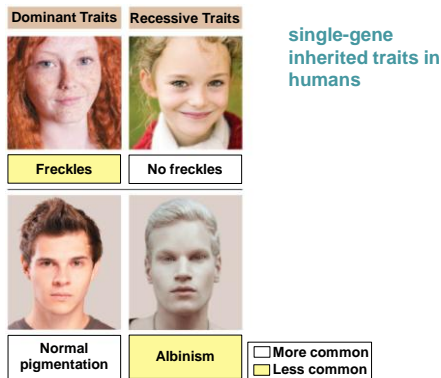 Dominant Traits
Recessive Traits
single-gene
inherited traits in
humans
Freckles
No freckles
Normal
pigmentation
Albinism
More common
Less common